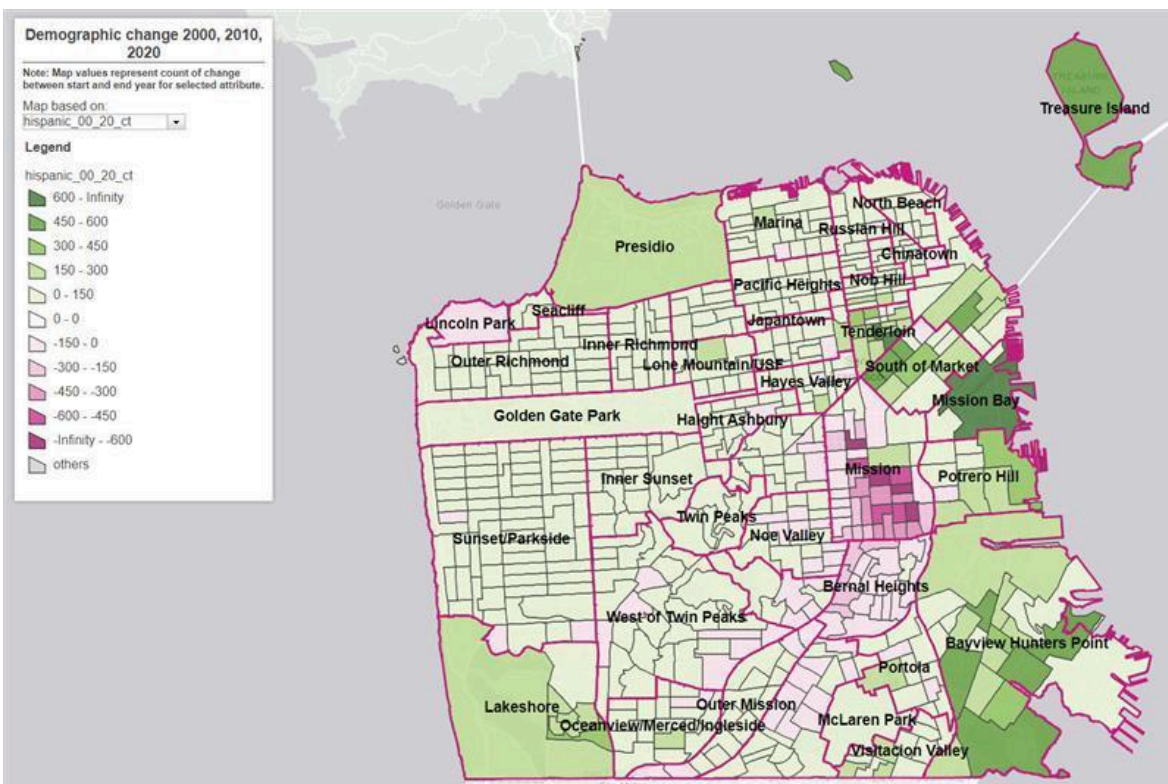 Demographic change 2000, 2010,
2020
Note: Map values represent count of change
between start and end year for selected attribute.
Map based on:
hispanic_00_20_ct
Legend
hispanic_00_20_ct
600 - Infinity
450 - 600
300 - 450
150 - 300
0 - 150
0 - 0
-150 - 0
-300 - -150
-450 - -300
-600 - -450
-Infinity - -600
others
TREASURE
ISLAND
Treasure Island
Golden Gate
North Beach
Marina
Russian Hill
Presidio
Chinatown
Nob Hill
Pacific Heights
Seacliff
Lincoln Park
Japantown
Tenderloin
Inner Richmond
Outer Richmond
Lone Mountain/USF
South of Market
Hayes Valley
Mission Bay
Golden Gate Park
Haight Ashbury
Mission
Potrero Hill
Inner Sunset
Twin Peaks
Sunset/Parkside
Noe Valley
Bernal Heights
West of Twin Peaks
Bayview Hunters Point
Portola
Lakeshore
Outer Mission
Oceanview/Merced/Ingleside
McLaren Park
Visitacion Valley